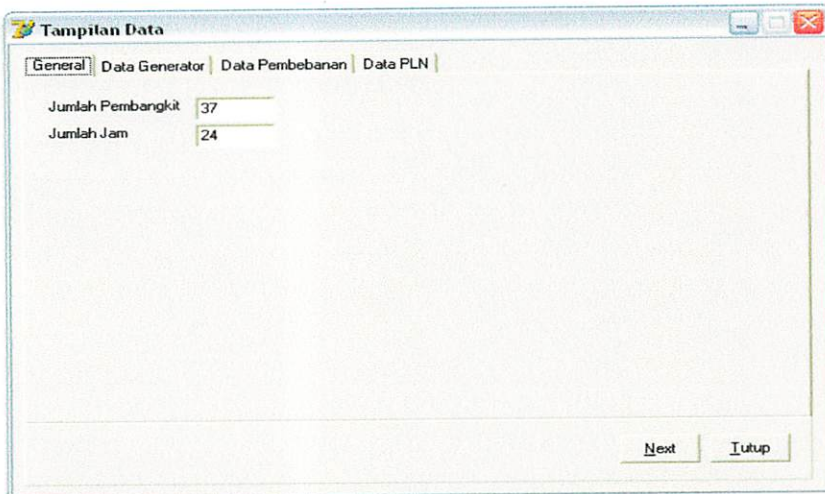 Tampilan Data
General Data Generator Data Pembebanan Data PLN
Jumlah Pembangkit 37
Jumlah Jam 24
Next Tutup